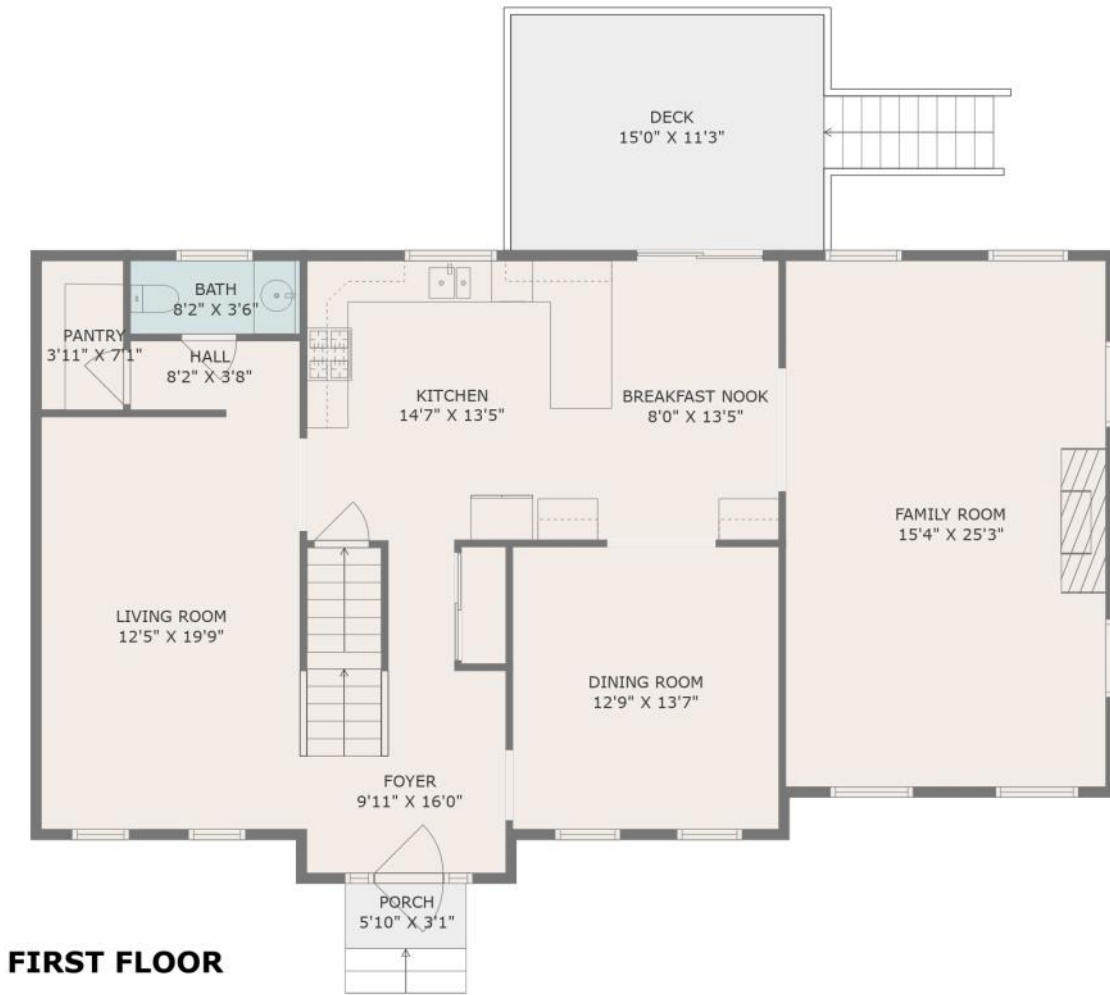 DECK
15'0" X 11'3"
BATH
8'2" X 3'6"
PANTRY
3'11" X 7'1"
HALL
8'2" X 3'8"
KITCHEN
14'7" X 13'5"
BREAKFAST NOOK
8'0" X 13'5"
FAMILY ROOM
15'4" X 25'3"
LIVING ROOM
12'5" X 19'9"
DINING ROOM
12'9" X 13'7"
FOYER
9'11" X 16'0"
PORCH
5'10" X 3'1"
FIRST FLOOR